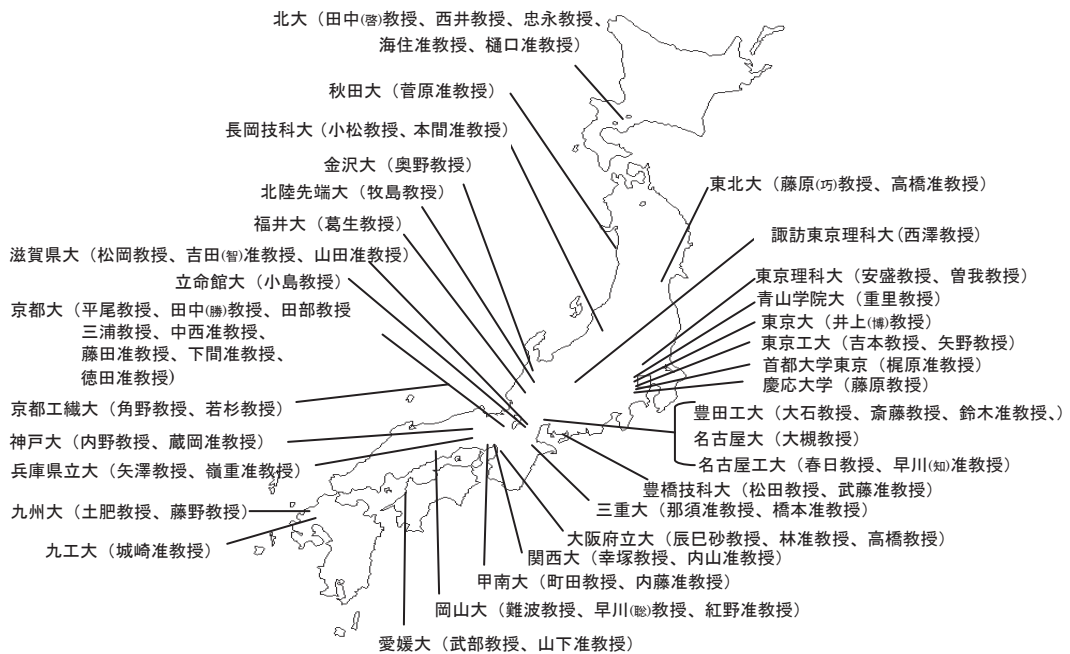 北大（田中(啓)教授、西井教授、忠永教授、
海住准教授、樋口准教授）
秋田大（菅原准教授）
長岡技科大（小松教授、本間准教授）
金沢大（奥野教授）
北陸先端大（牧島教授）
福井大（葛生教授）
滋賀県大（松岡教授、吉田(智)准教授、山田准教授）
立命館大（小島教授）
京都大（平尾教授、田中(勝)教授、田部教授
三浦教授、中西准教授、
藤田准教授、下間准教授、
徳田准教授)
京都工繊大（角野教授、若杉教授）
神戸大（内野教授、蔵岡准教授）
兵庫県立大（矢澤教授、嶺重准教授）
九州大（土肥教授、藤野教授）
九工大（城崎准教授）
東北大（藤原(巧)教授、高橋准教授）
諏訪東京理科大(西澤教授）
東京理科大（安盛教授、曽我教授）
青山学院大（重里教授）
東京大（井上(博)教授）
東京工大（吉本教授、矢野教授）
首都大学東京（梶原准教授）
慶応大学（藤原教授）
豊田工大（大石教授、斎藤教授、鈴木准教授、）
名古屋大（大槻教授）
名古屋工大（春日教授、早川(知)准教授）
豊橋技科大（松田教授、武藤准教授）
三重大（那須准教授、橋本准教授）
大阪府立大（辰巳砂教授、林准教授、高橋教授）
関西大（幸塚教授、内山准教授）
甲南大（町田教授、内藤准教授）
岡山大（難波教授、早川(聡)教授、紅野准教授）
愛媛大（武部教授、山下准教授）